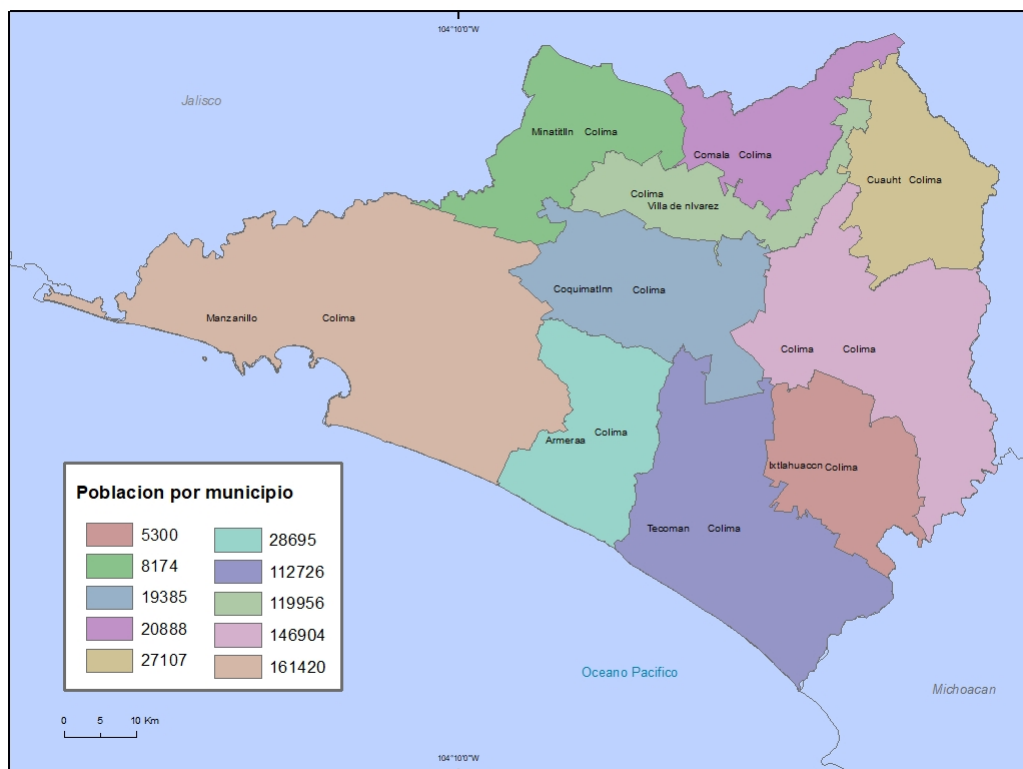 104°10'0"W
Jalisco
Minatitln Colima
Comala Colima
Cuauht Colima
Colima
Villa de nlvarez
Coquimatlnn Colima
Manzanillo Colima
Colima Colima
Armeraa Colima
Ixtlahuacon Colima
Tecoman Colima
Poblacion por municipio
5300
8174
19385
20888
27107
28695
112726
119956
146904
161420
Oceano Pacifico
Michoacan
0 5 10 Km
104°10'0"W